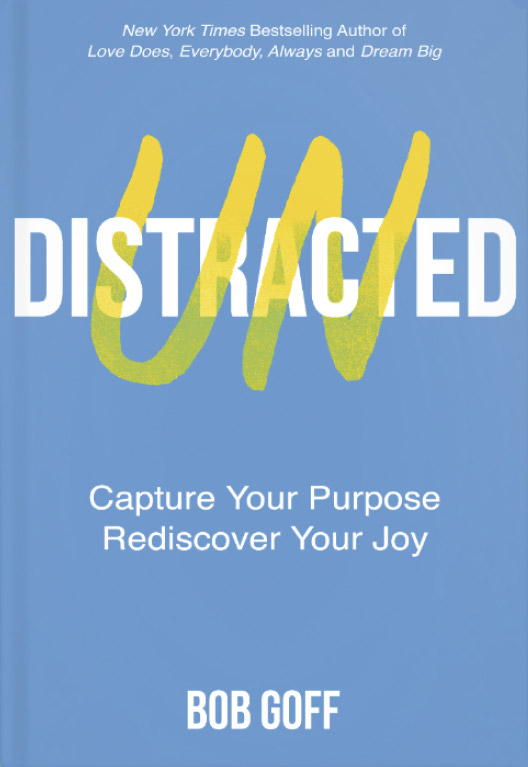 New York Times Bestselling Author of
Love Does, Everybody, Always and Dream Big
UN
DISTRACTED
Capture Your Purpose
Rediscover Your Joy
BOB GOFF